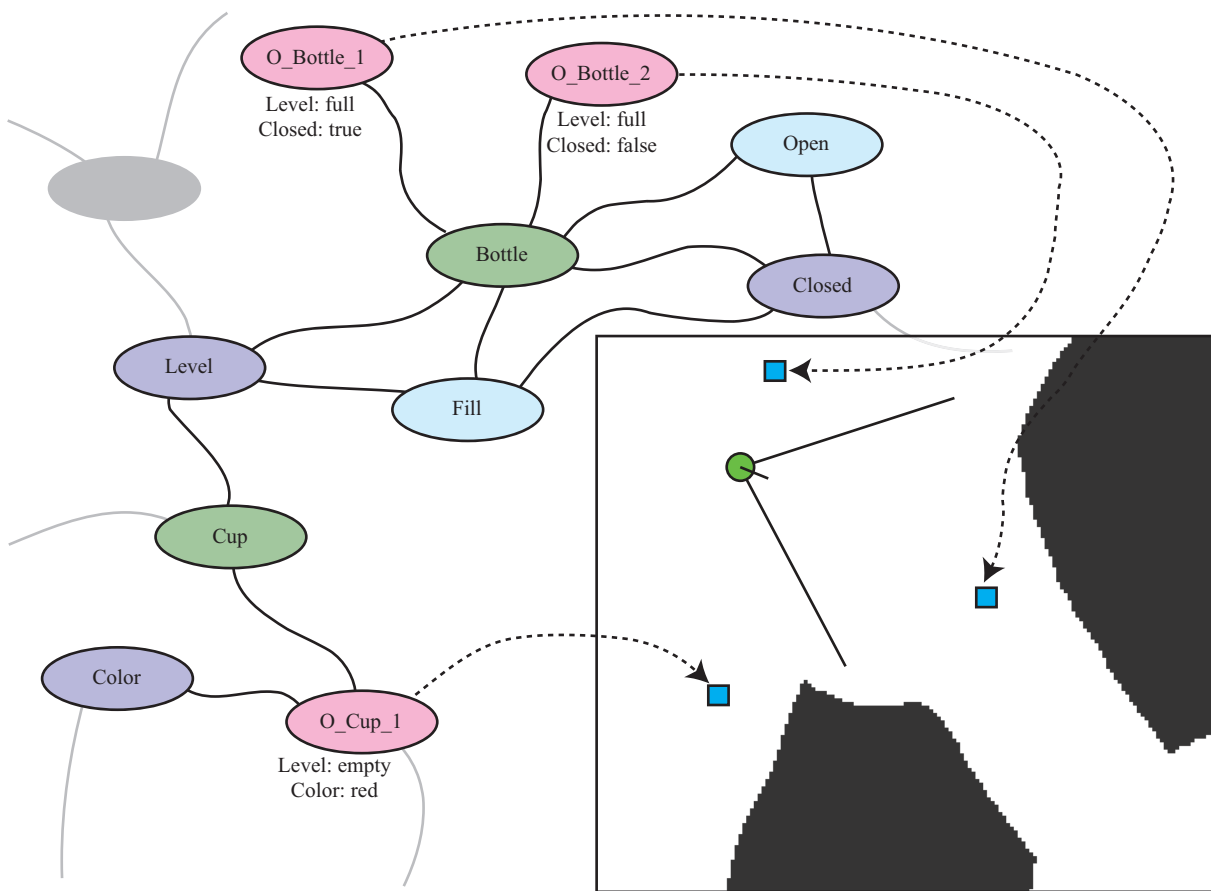 O_Bottle_1
Level: full
Closed: true
O_Bottle_2
Level: full
Closed: false
Open
Bottle
Closed
Level
Fill
Cup
Color
O_Cup_1
Level: empty
Color: red